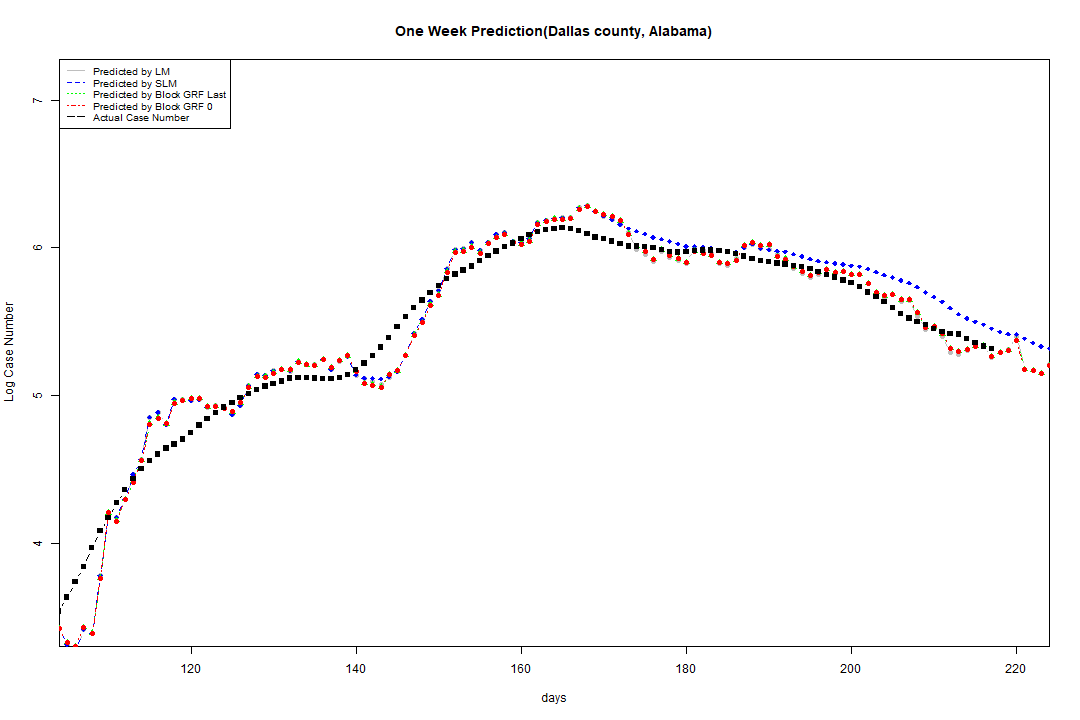 One Week Prediction(Dallas county, Alabama)
Predicted by LM
Predicted by SLM
Predicted by Block GRF Last
Predicted by Block GRF 0
Actual Case Number
7
6
5
4
Log Case Number
120
140
160
180
200
220
days